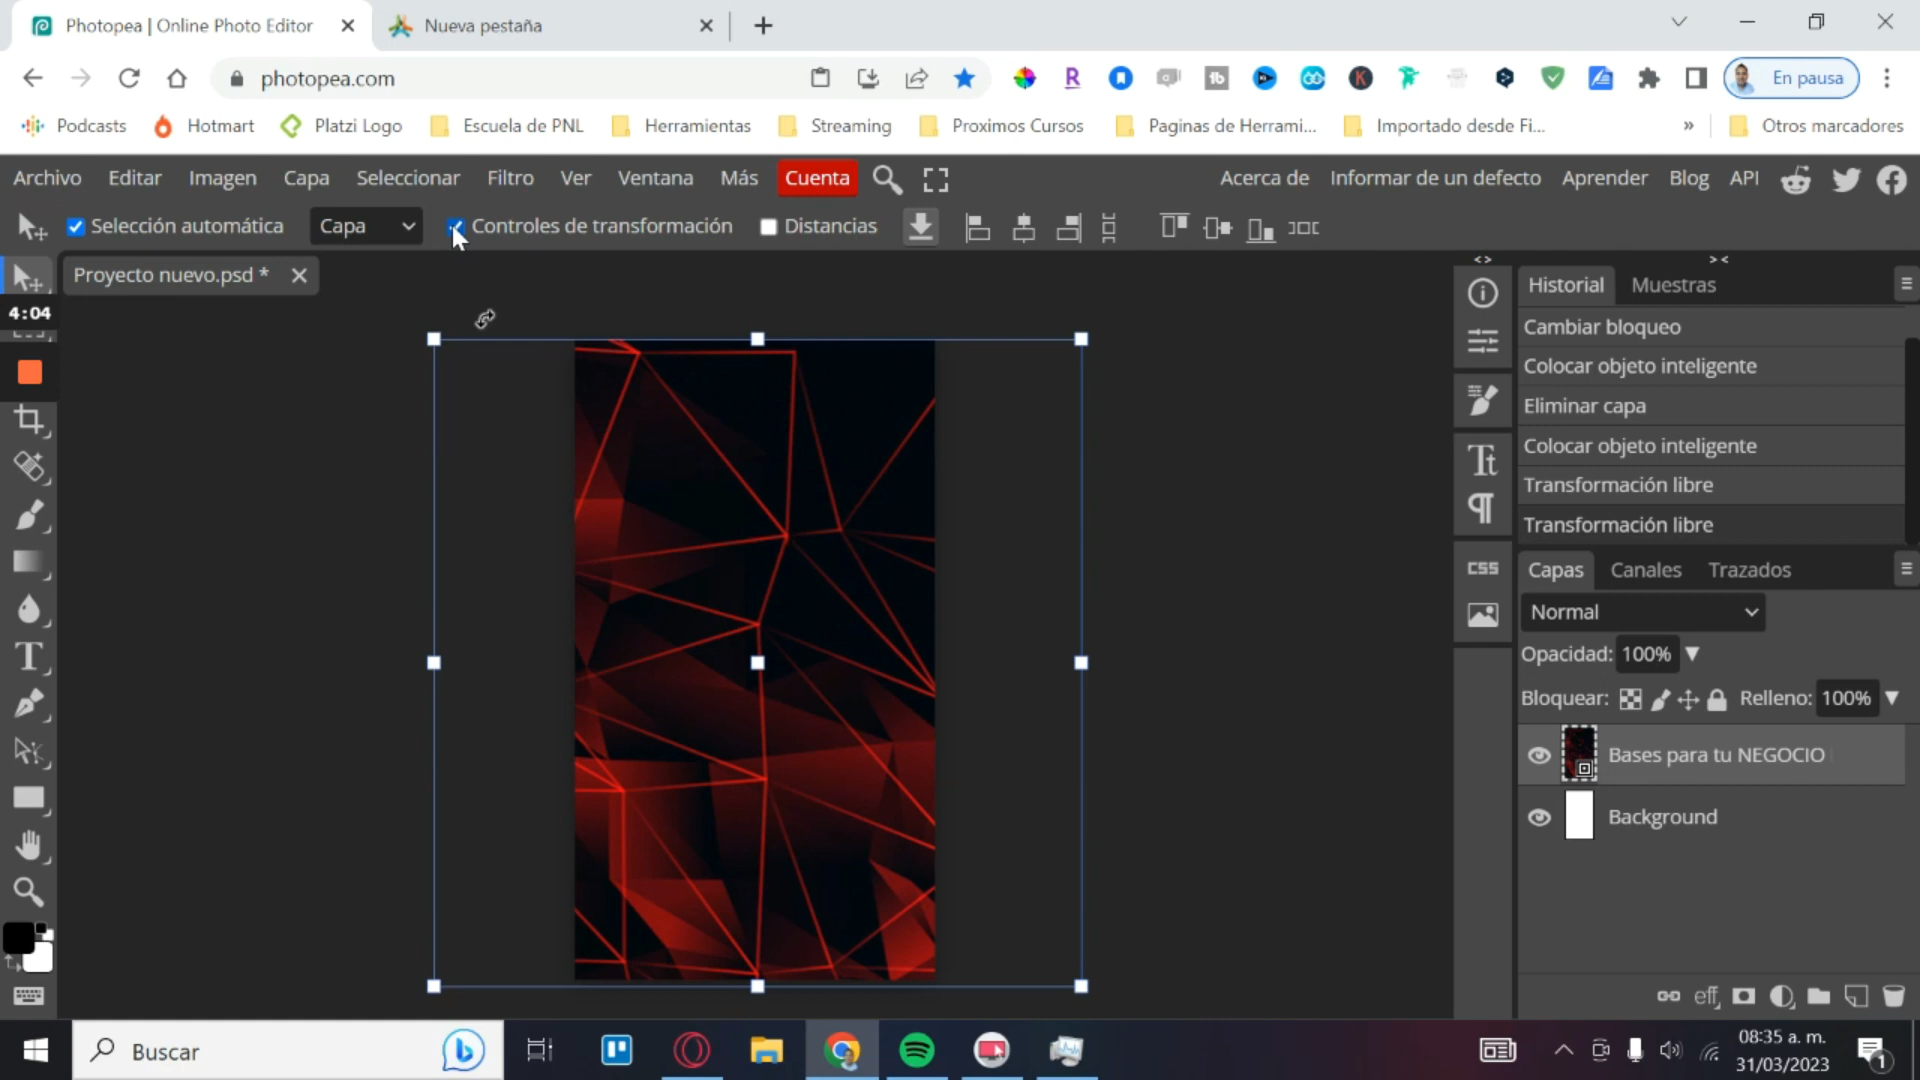 Photopea | Online Photo Editor
Nueva pestaña
photopea.com
En pausa
Podcasts
Hotmart
Platzi Logo
Escuela de PNL
Herramientas
Streaming
Proximos Cursos
Paginas de Herrami...
Importado desde Fi...
»
Otros marcadores
Archivo
Editar
Imagen
Capa
Seleccionar
Filtro
Ver
Ventana
Más
Cuenta
Acerca de
Informar de un defecto
Aprender
Blog
API
Selección automática
Capa
Controles de transformación
Distancias
Proyecto nuevo.psd *
4:04
Historial
Muestras
Cambiar bloqueo
Colocar objeto inteligente
Eliminar capa
Colocar objeto inteligente
Transformación libre
Transformación libre
CSS
Capas
Canales
Trazados
Normal
Opacidad: 100%
Bloquear:
Relleno: 100%
Bases para tu NEGOCIO
Background
eff
Buscar
08:35 a. m.
31/03/2023
1